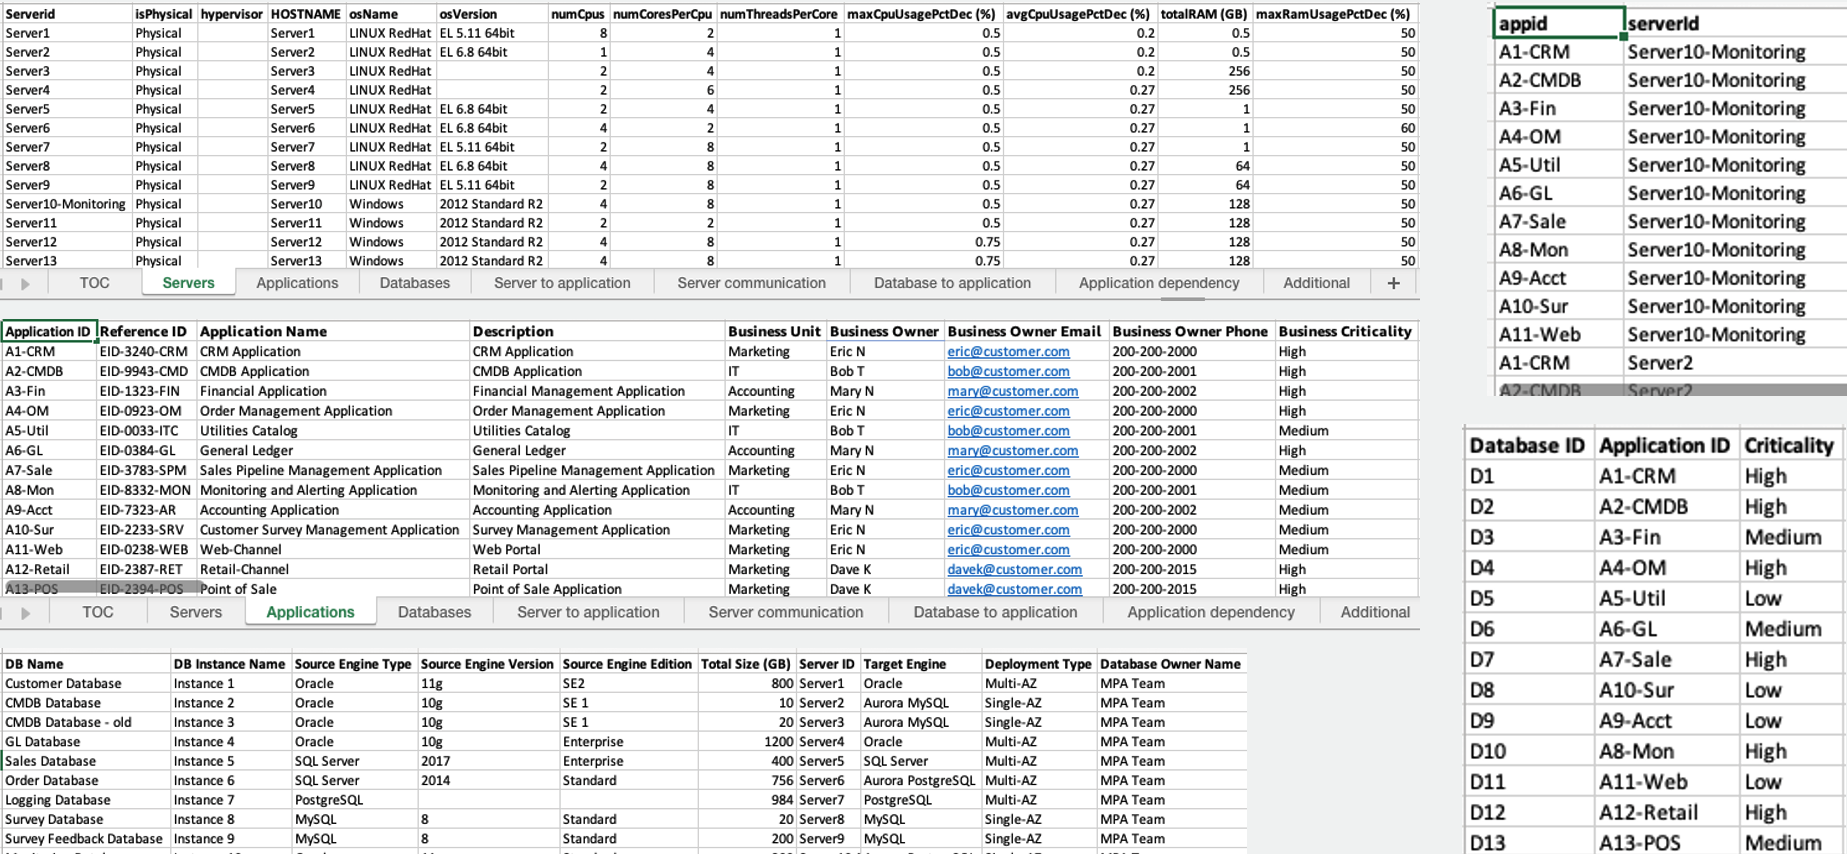 Serverid isPhysical hypervisor HOSTNAME osName osVersion numCpus numCoresPerCpu numThreadsPerCore maxCpuUsagePctDec (%) avgCpuUsagePctDec (%) totalRAM (GB) maxRamUsagePctDec (%)
Server1 Physical Server1 LINUX RedHat EL 5.11 64bit 8 2 1 0.5 0.2 0.5 50
Server2 Physical Server2 LINUX RedHat EL 6.8 64bit 1 4 1 0.5 0.2 0.5 50
Server3 Physical Server3 LINUX RedHat 2 4 1 0.5 0.2 256 50
Server4 Physical Server4 LINUX RedHat 2 6 1 0.5 0.27 256 50
Server5 Physical Server5 LINUX RedHat EL 6.8 64bit 2 4 1 0.5 0.27 1 50
Server6 Physical Server6 LINUX RedHat EL 6.8 64bit 4 2 1 0.5 0.27 1 60
Server7 Physical Server7 LINUX RedHat EL 5.11 64bit 2 8 1 0.5 0.27 1 50
Server8 Physical Server8 LINUX RedHat EL 6.8 64bit 4 8 1 0.5 0.27 64 50
Server9 Physical Server9 LINUX RedHat EL 5.11 64bit 2 8 1 0.5 0.27 64 50
Server10-Monitoring Physical Server10 Windows 2012 Standard R2 4 8 1 0.5 0.27 128 50
Server11 Physical Server11 Windows 2012 Standard R2 2 2 1 0.5 0.27 128 50
Server12 Physical Server12 Windows 2012 Standard R2 4 8 1 0.75 0.27 128 50
Server13 Physical Server13 Windows 2012 Standard R2 4 8 1 0.75 0.27 128 50
TOC Servers Applications Databases Server to application Server communication Database to application Application dependency Additional +
Application ID Reference ID Application Name Description Business Unit Business Owner Business Owner Email Business Owner Phone Business Criticality
A1-CRM EID-3240-CRM CRM Application CRM Application Marketing Eric N eric@customer.com 200-200-2000 High
A2-CMDB EID-9943-CMD CMDB Application CMDB Application IT Bob T bob@customer.com 200-200-2001 High
A3-Fin EID-1323-FIN Financial Application Financial Management Application Accounting Mary N mary@customer.com 200-200-2002 High
A4-OM EID-0923-OM Order Management Application Order Management Application Marketing Eric N eric@customer.com 200-200-2000 High
A5-Util EID-0033-ITC Utilities Catalog Utilities Catalog IT Bob T bob@customer.com 200-200-2001 Medium
A6-GL EID-0384-GL General Ledger General Ledger Accounting Mary N mary@customer.com 200-200-2002 High
A7-Sale EID-3783-SPM Sales Pipeline Management Application Sales Pipeline Management Application Marketing Eric N eric@customer.com 200-200-2000 Medium
A8-Mon EID-8332-MON Monitoring and Alerting Application Monitoring and Alerting Application IT Bob T bob@customer.com 200-200-2001 Medium
A9-Acct EID-7323-AR Accounting Application Accounting Application Accounting Mary N mary@customer.com 200-200-2002 Medium
A10-Sur EID-2233-SRV Customer Survey Management Application Survey Management Application Marketing Eric N eric@customer.com 200-200-2000 Medium
A11-Web EID-0238-WEB Web-Channel Web Portal Marketing Eric N eric@customer.com 200-200-2000 Medium
A12-Retail EID-2387-RET Retail-Channel Retail Portal Marketing Dave K davek@customer.com 200-200-2015 High
A13-POS EID-2394-POS Point of Sale Point of Sale Application Marketing Dave K davek@customer.com 200-200-2015 High
TOC Servers Applications Databases Server to application Server communication Database to application Application dependency Additional
DB Name DB Instance Name Source Engine Type Source Engine Version Source Engine Edition Total Size (GB) Server ID Target Engine Deployment Type Database Owner Name
Customer Database Instance 1 Oracle 11g SE2 800 Server1 Oracle Multi-AZ MPA Team
CMDB Database Instance 2 Oracle 10g SE 1 10 Server2 Aurora MySQL Single-AZ MPA Team
CMDB Database - old Instance 3 Oracle 10g SE 1 20 Server3 Aurora MySQL Single-AZ MPA Team
GL Database Instance 4 Oracle 10g Enterprise 1200 Server4 Oracle Multi-AZ MPA Team
Sales Database Instance 5 SQL Server 2017 Enterprise 400 Server5 SQL Server Multi-AZ MPA Team
Order Database Instance 6 SQL Server 2014 Standard 756 Server6 Aurora PostgreSQL Multi-AZ MPA Team
Logging Database Instance 7 PostgreSQL 984 Server7 PostgreSQL Multi-AZ MPA Team
Survey Database Instance 8 MySQL 8 Standard 20 Server8 MySQL Single-AZ MPA Team
Survey Feedback Database Instance 9 MySQL 8 Standard 200 Server9 MySQL Single-AZ MPA Team
appid serverId
A1-CRM Server10-Monitoring
A2-CMDB Server10-Monitoring
A3-Fin Server10-Monitoring
A4-OM Server10-Monitoring
A5-Util Server10-Monitoring
A6-GL Server10-Monitoring
A7-Sale Server10-Monitoring
A8-Mon Server10-Monitoring
A9-Acct Server10-Monitoring
A10-Sur Server10-Monitoring
A11-Web Server10-Monitoring
A1-CRM Server2
A2-CMDB Server2
Database ID Application ID Criticality
D1 A1-CRM High
D2 A2-CMDB High
D3 A3-Fin Medium
D4 A4-OM High
D5 A5-Util Low
D6 A6-GL Medium
D7 A7-Sale High
D8 A10-Sur Low
D9 A9-Acct Low
D10 A8-Mon High
D11 A11-Web Low
D12 A12-Retail High
D13 A13-POS Medium